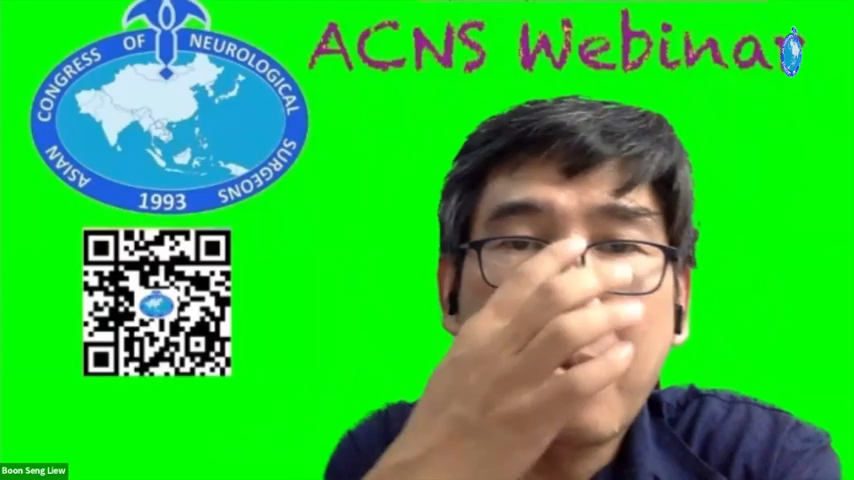 ACNS Webinar
ASIAN CONGRESS OF NEUROLOGICAL SURGEONS
1993
Boon Seng Liew